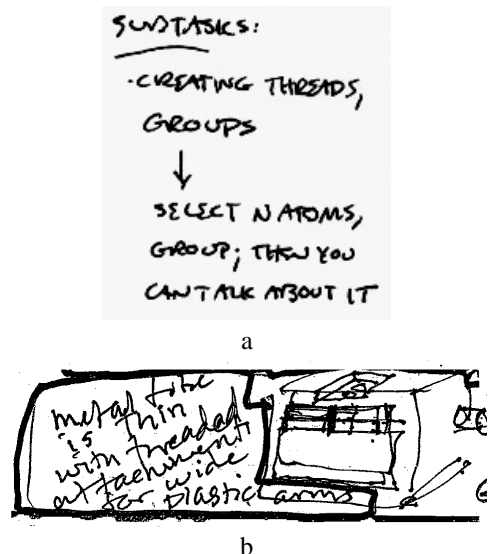 SUBTASKS:
·CREATING THREADS,
GROUPS
↓
SELECT N ATOMS,
GROUP; THEN YOU
CAN TALK ABOUT IT
a
metal tube
is thin
with threaded
attachments
for wide
plastic arms
b